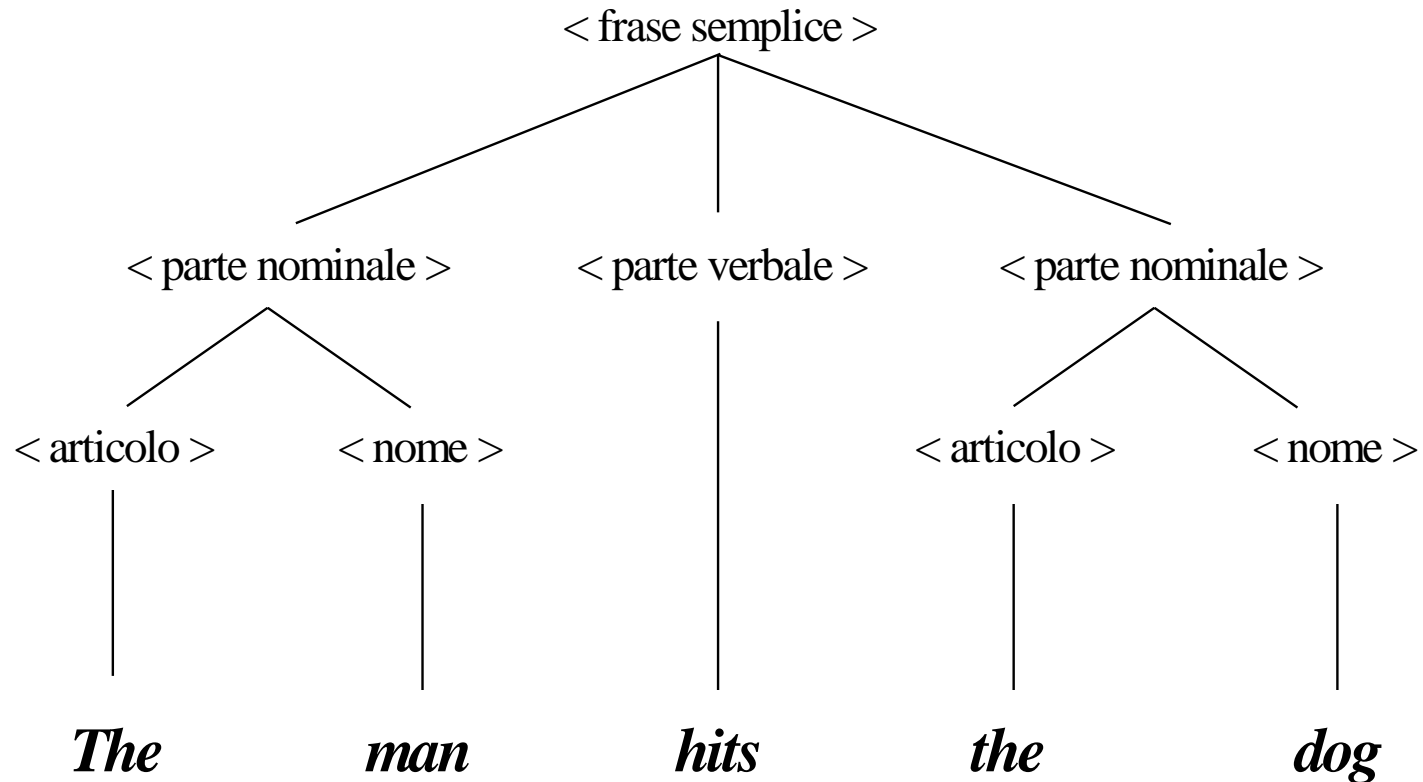 < frase semplice >
< parte nominale > < parte verbale > < parte nominale >
< articolo > < nome > < articolo > < nome >
The man hits the dog